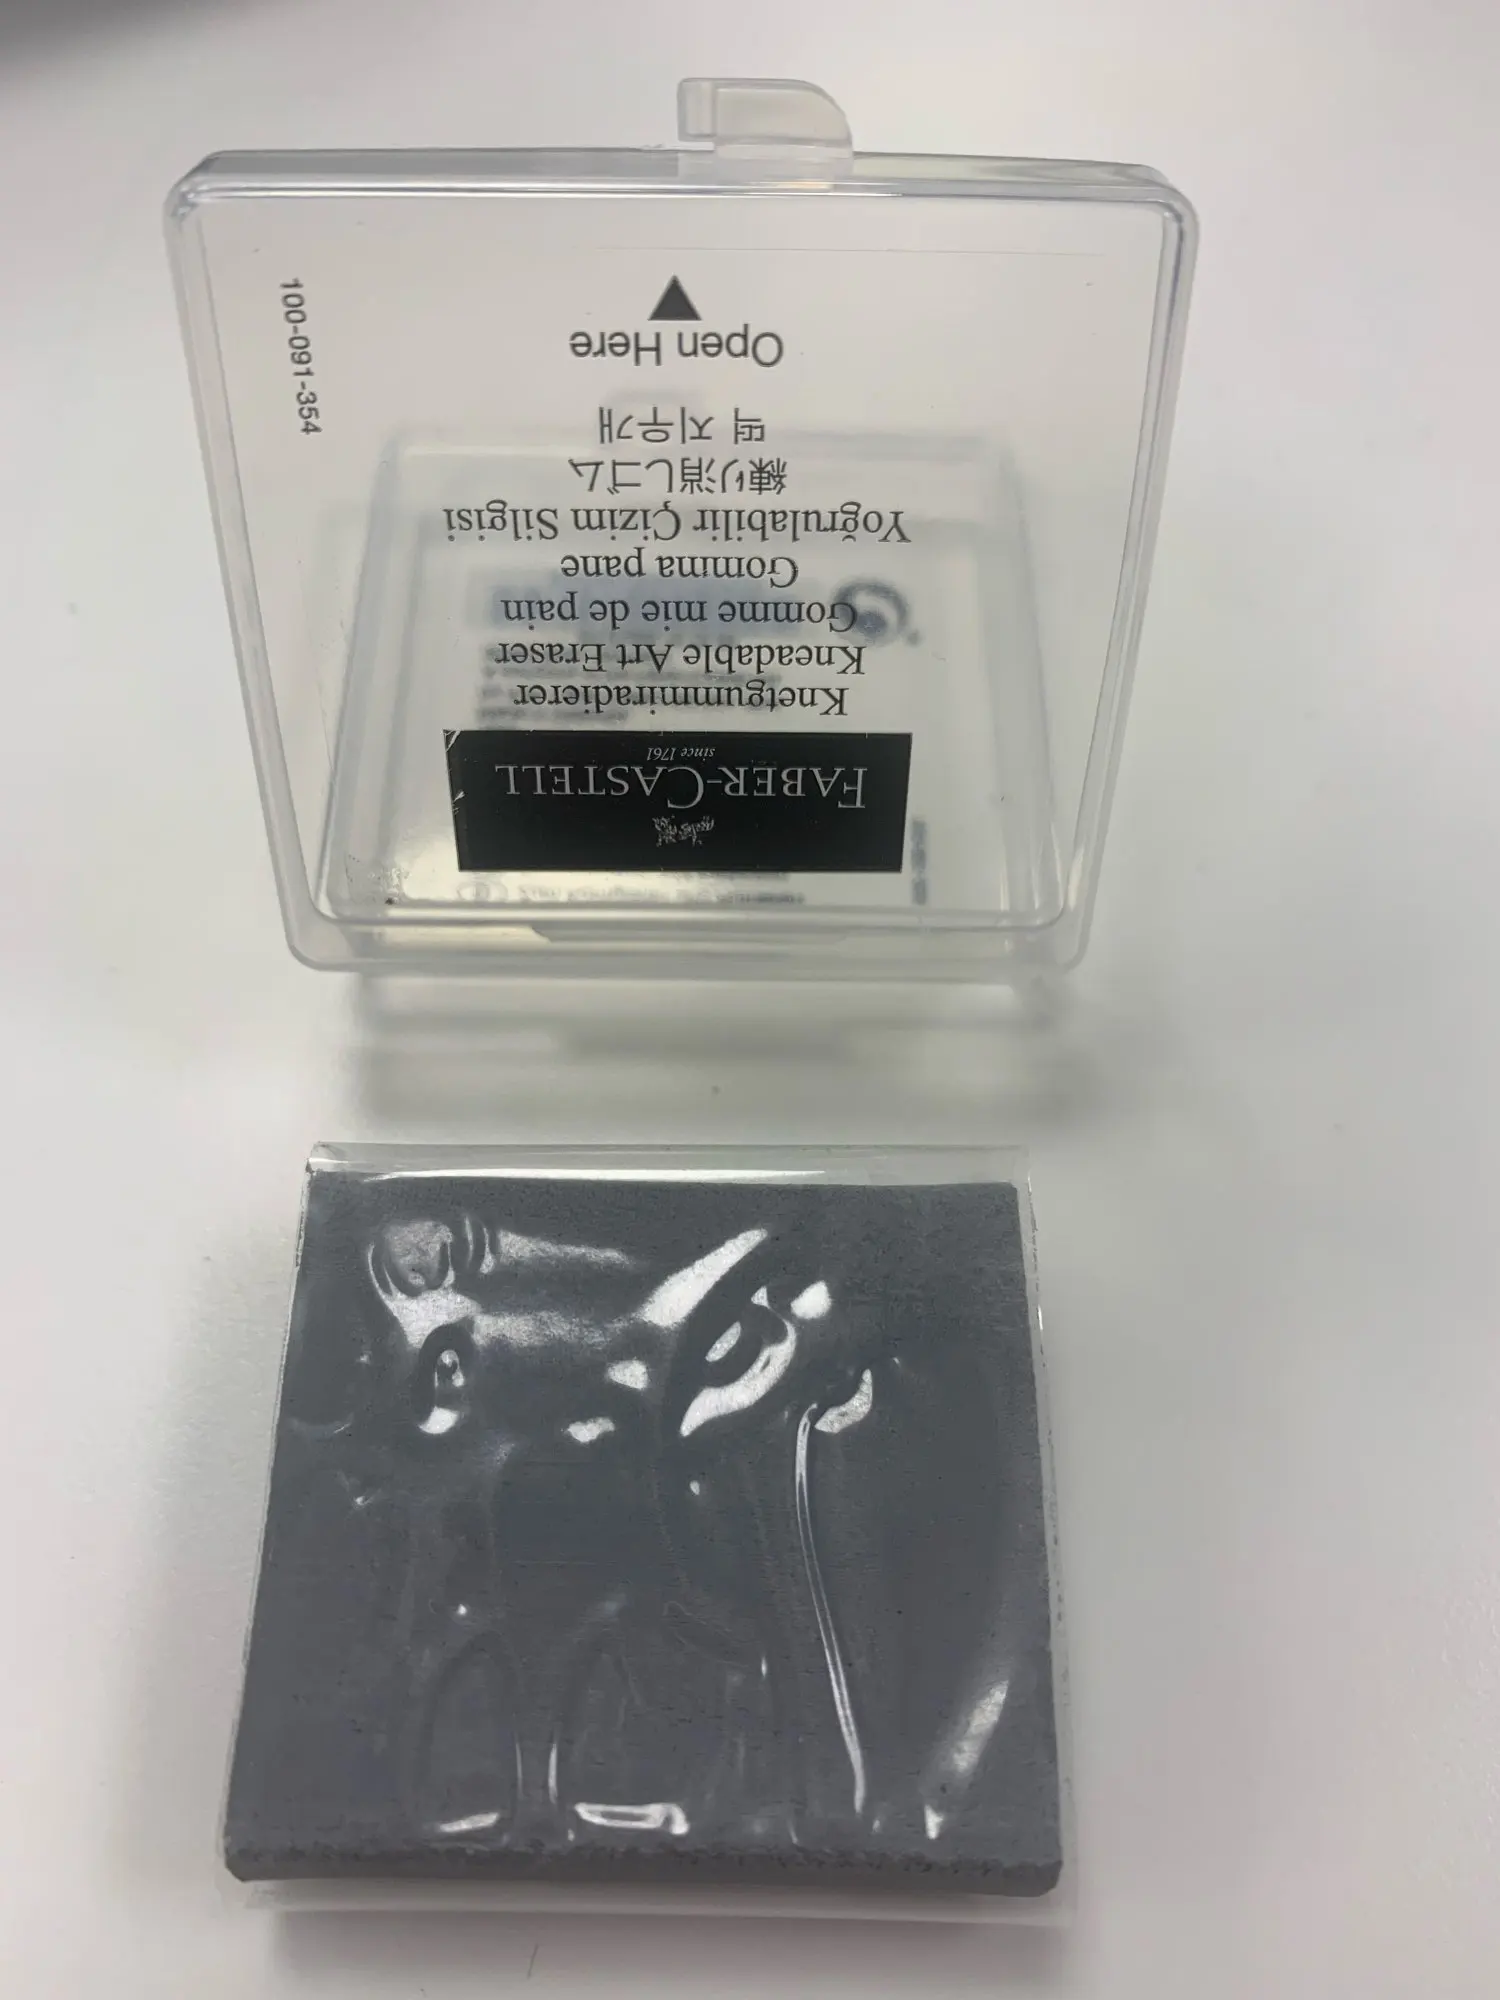 FABER-CASTELL
since 1761
Knetgummiradierer
Kneadable Art Eraser
Gomme mie de pain
Gomma pane
Yoğrulabilir Çizim Silgisi
練り消しゴム
떡 지우개
Open Here
100-091-354